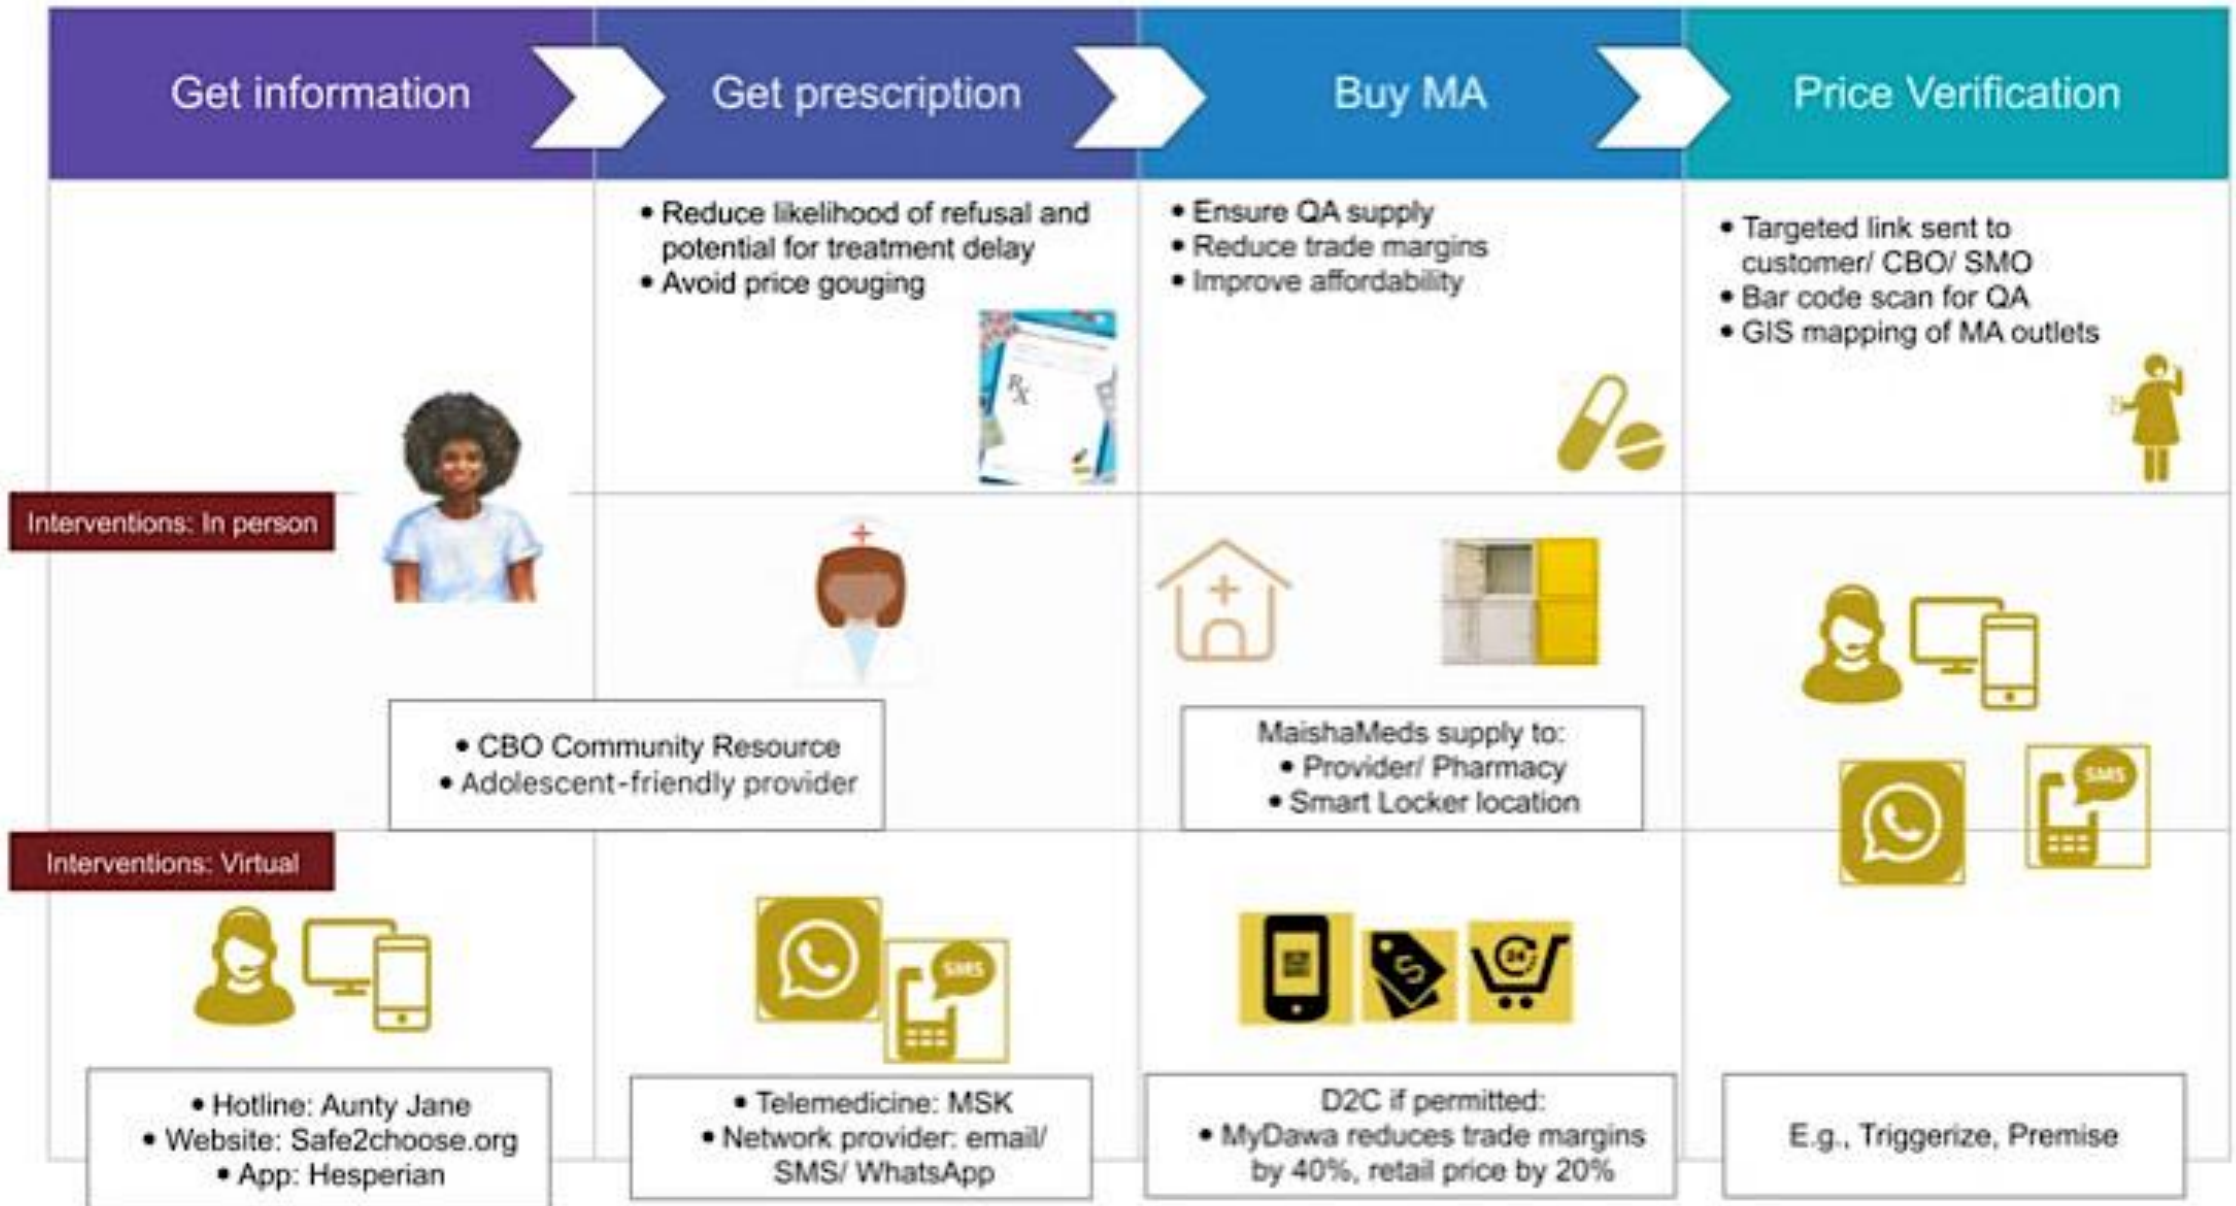 Get information
Get prescription
Buy MA
Price Verification
• Reduce likelihood of refusal and
potential for treatment delay
• Avoid price gouging
Rx
• Ensure QA supply
• Reduce trade margins
• Improve affordability
• Targeted link sent to
customer/ CBO/ SMO
• Bar code scan for QA
• GIS mapping of MA outlets
Interventions: In person
• CBO Community Resource
• Adolescent-friendly provider
MaishaMeds supply to:
• Provider/ Pharmacy
• Smart Locker location
SMS
Interventions: Virtual
SMS
24
• Hotline: Aunty Jane
• Website: Safe2choose.org
• App: Hesperian
• Telemedicine: MSK
• Network provider: email/
SMS/ WhatsApp
D2C if permitted:
• MyDawa reduces trade margins
by 40%, retail price by 20%
E.g., Triggerize, Premise